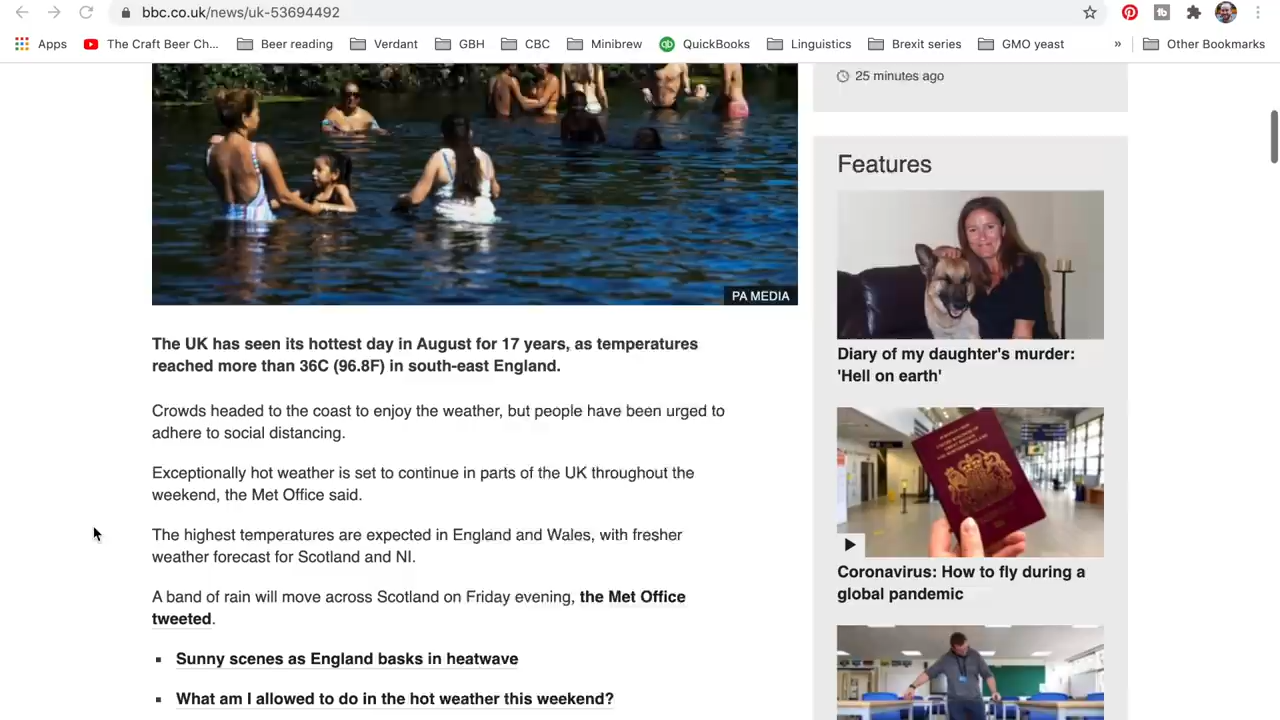 bbc.co.uk/news/uk-53694492
Apps
The Craft Beer Ch...
Beer reading
Verdant
GBH
CBC
Minibrew
qb
QuickBooks
Linguistics
Brexit series
GMO yeast
»
Other Bookmarks
PA MEDIA
The UK has seen its hottest day in August for 17 years, as temperatures
reached more than 36C (96.8F) in south-east England.
Crowds headed to the coast to enjoy the weather, but people have been urged to
adhere to social distancing.
Exceptionally hot weather is set to continue in parts of the UK throughout the
weekend, the Met Office said.
The highest temperatures are expected in England and Wales, with fresher
weather forecast for Scotland and NI.
A band of rain will move across Scotland on Friday evening, the Met Office
tweeted.
Sunny scenes as England basks in heatwave
What am I allowed to do in the hot weather this weekend?
25 minutes ago
Features
Diary of my daughter's murder:
'Hell on earth'
Coronavirus: How to fly during a
global pandemic